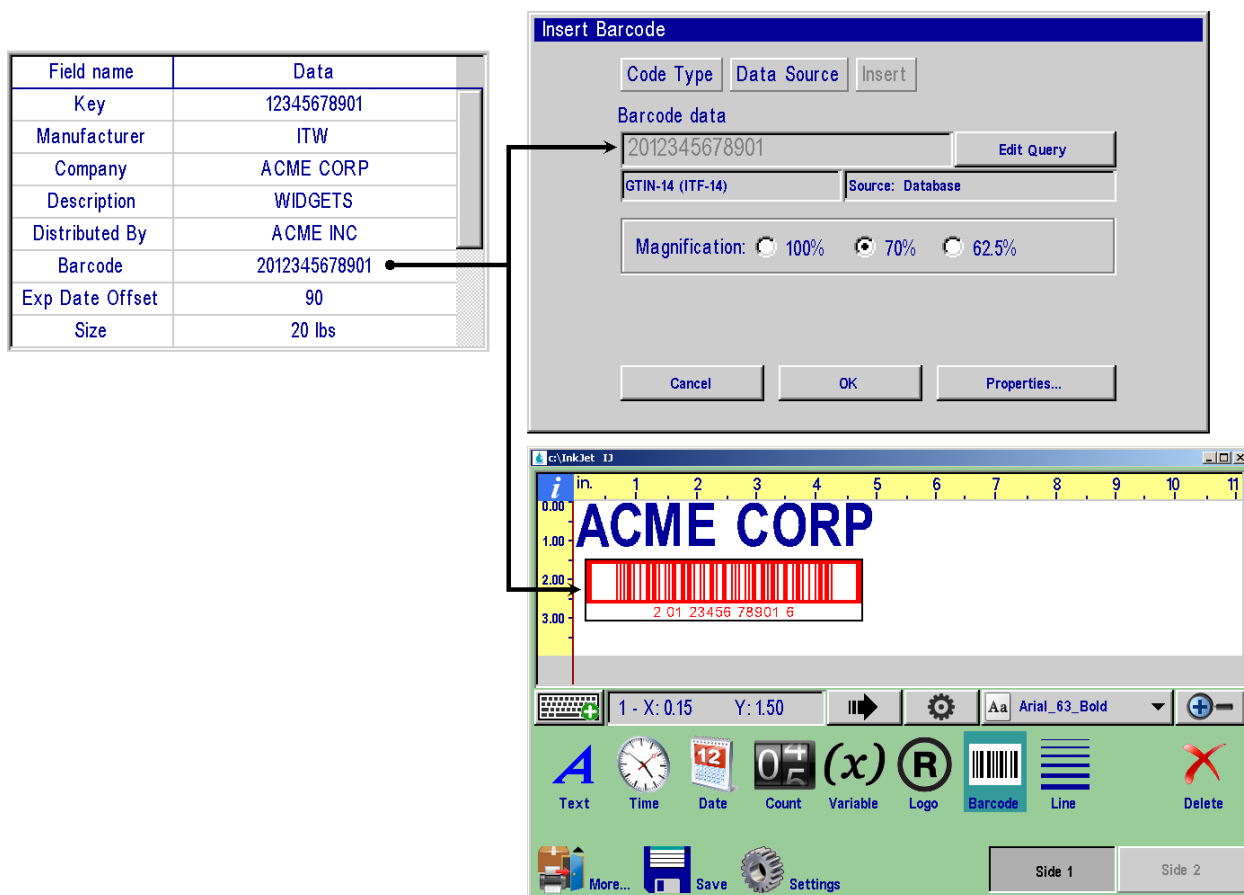 Field name Data
Key 12345678901
Manufacturer ITW
Company ACME CORP
Description WIDGETS
Distributed By ACME INC
Barcode 2012345678901
Exp Date Offset 90
Size 20 lbs
Insert Barcode
Code Type Data Source Insert
Barcode data
2012345678901 Edit Query
GTIN-14 (ITF-14) Source: Database
Magnification: 100% 70% 62.5%
Cancel OK Properties...
c:\InkJet IJ
i in. 1 2 3 4 5 6 7 8 9 10 11
0.00
ACME CORP
1.00
2.00
2 01 23456 78901 6
3.00
1 - X: 0.15 Y: 1.50 Aa Arial_63_Bold
A 12 04 5 (x) R
Text Time Date Count Variable Logo Barcode Line Delete
More... Save Settings Side 1 Side 2